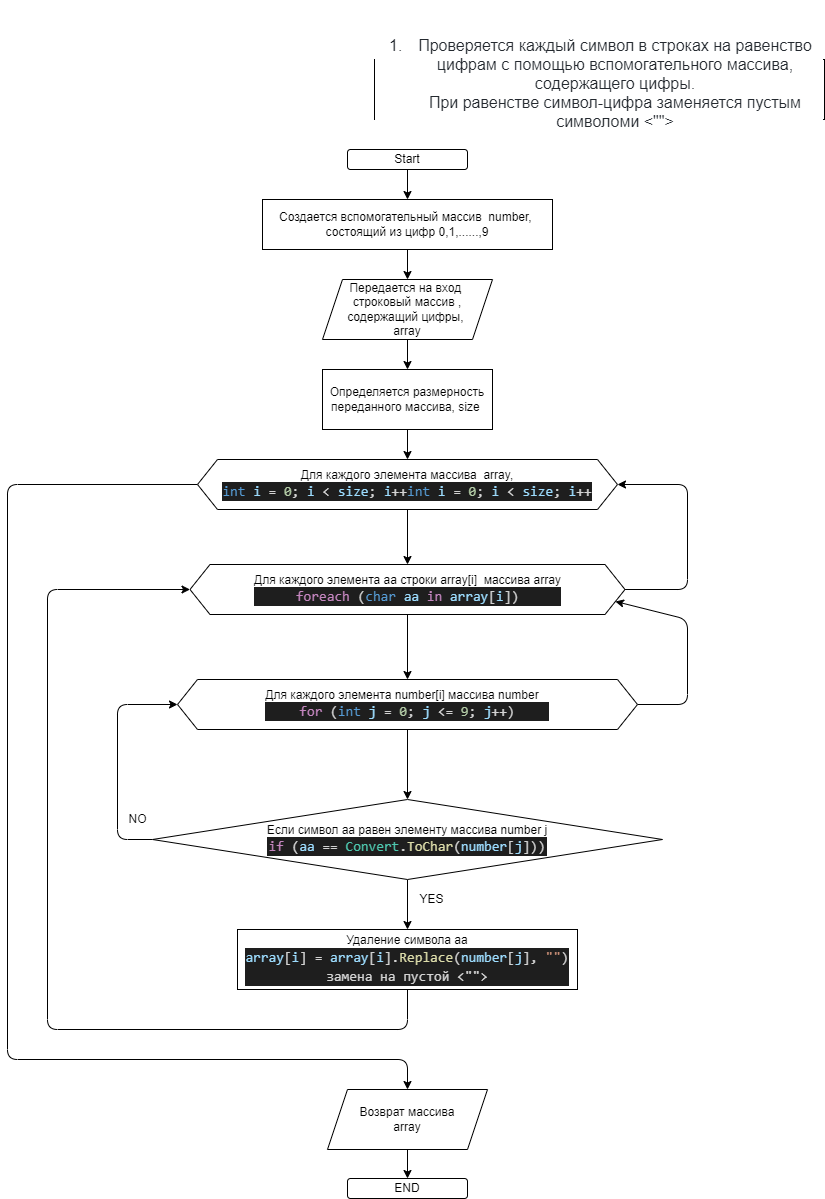 1. Проверяется каждый символ в строках на равенство
цифрам с помощью вспомогательного массива,
содержащего цифры.
При равенстве символ-цифра заменяется пустым
символоми <"">
Start
Создается вспомогательный массив number,
состоящий из цифр 0,1,......,9
Передается на вход
строковый массив ,
содержащий цифры,
array
Определяется размерность
переданного массива, size
Для каждого элемента массива array,
int i = 0; i < size; i++int i = 0; i < size; i++
Для каждого элемента aa строки array[i] массива array
foreach (char aa in array[i])
Для каждого элемента number[i] массива number
for (int j = 0; j <= 9; j++)
NO
Если символ aa равен элементу массива number j
if (aa == Convert.ToChar(number[j]))
YES
Удаление символа aa
array[i] = array[i].Replace(number[j], "")
замена на пустой <"">
Возврат массива
array
END